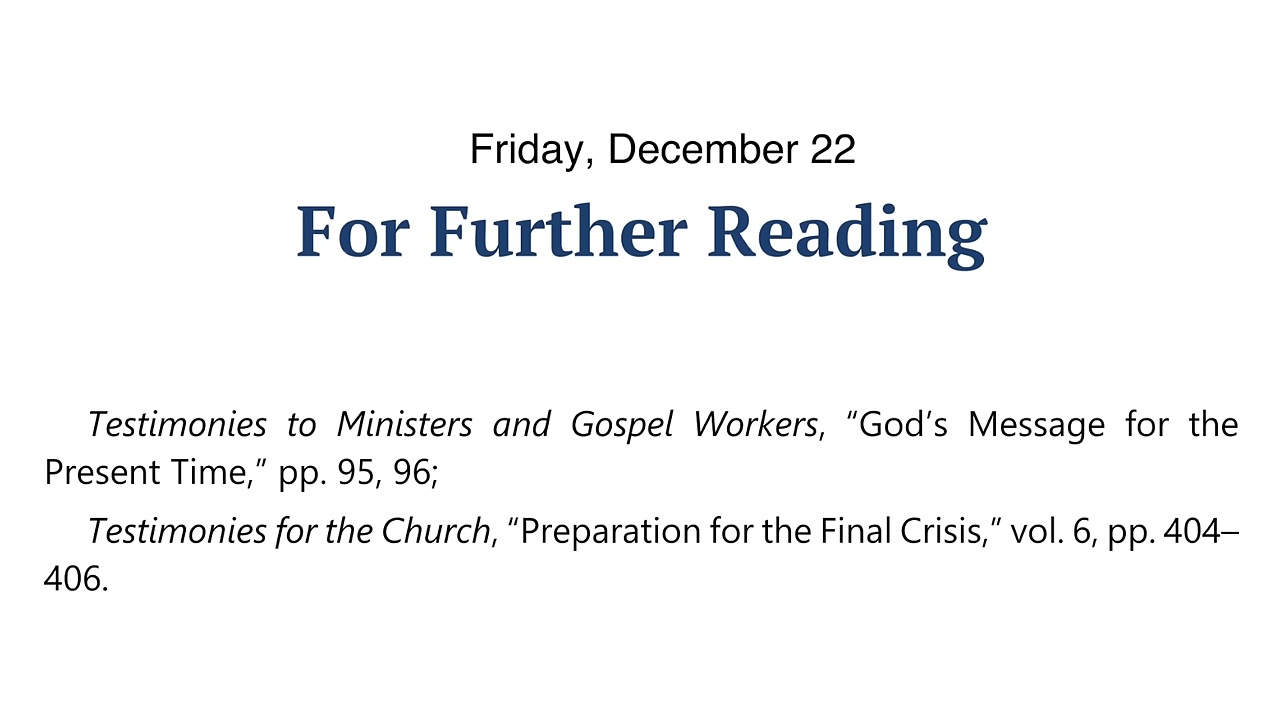 Friday, December 22
For Further Reading
Testimonies to Ministers and Gospel Workers, “God’s Message for the
Present Time,” pp. 95, 96;
Testimonies for the Church, “Preparation for the Final Crisis,” vol. 6, pp. 404–
406.